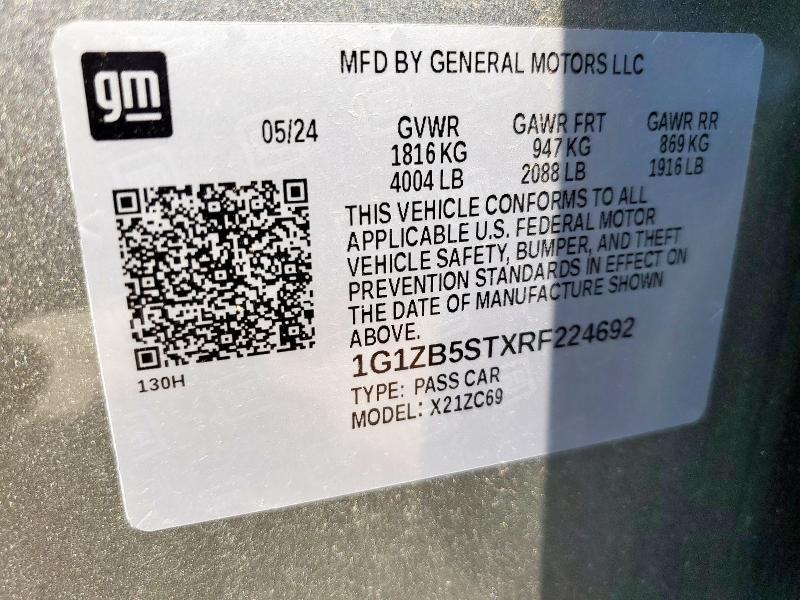 gm
MFD BY GENERAL MOTORS LLC
05/24
GVWR GAWR FRT GAWR RR
1816 KG 947 KG 869 KG
4004 LB 2088 LB 1916 LB
THIS VEHICLE CONFORMS TO ALL
APPLICABLE U.S. FEDERAL MOTOR
VEHICLE SAFETY, BUMPER, AND THEFT
PREVENTION STANDARDS IN EFFECT ON
THE DATE OF MANUFACTURE SHOWN
ABOVE.
1G1ZB5STXRF224692
130H
TYPE: PASS CAR
MODEL: X21ZC69